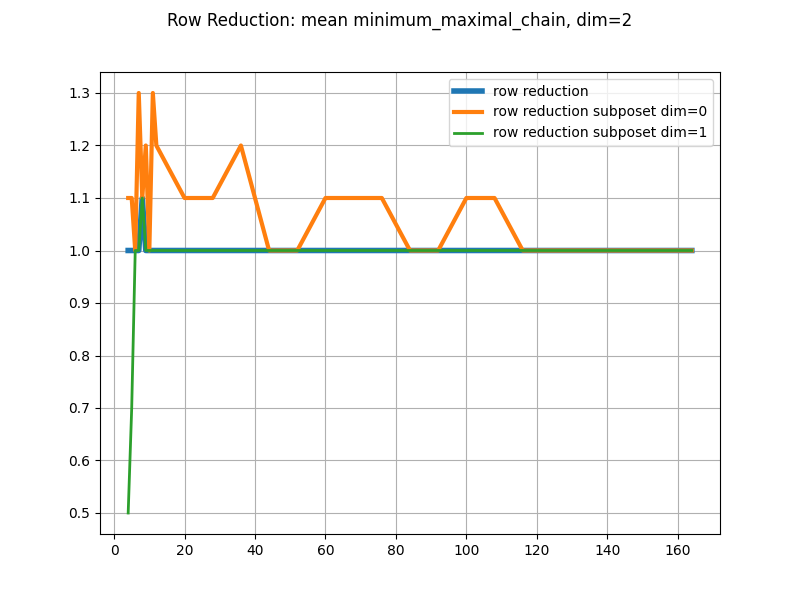 Row Reduction: mean minimum_maximal_chain, dim=2
row reduction
row reduction subposet dim=0
row reduction subposet dim=1
1.3
1.2
1.1
1.0
0.9
0.8
0.7
0.6
0.5
0 20 40 60 80 100 120 140 160